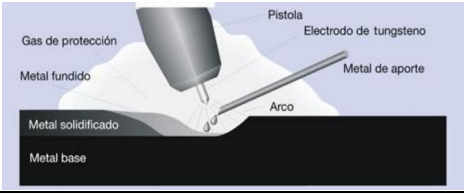 Pistola
Gas de protección
Electrodo de tungsteno
Metal de aporte
Metal fundido
Arco
Metal solidificado
Metal base